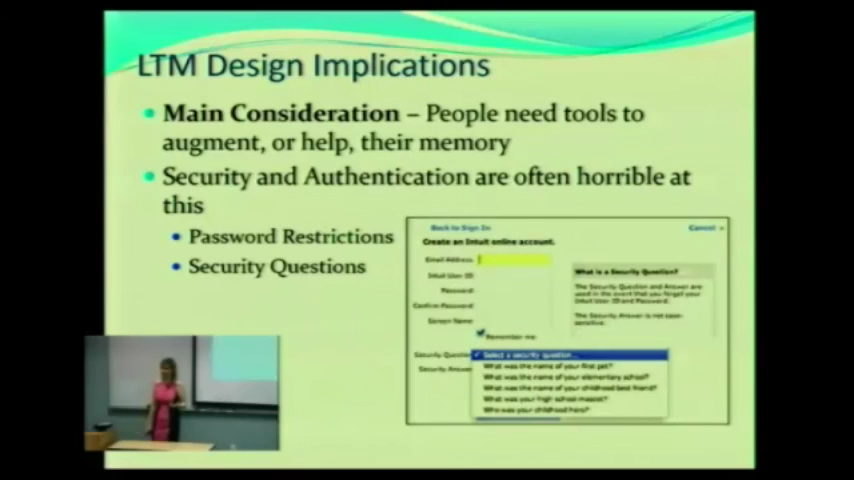 LTM Design Implications
Main Consideration – People need tools to
augment, or help, their memory
Security and Authentication are often horrible at
this
Password Restrictions
Security Questions
Back to Sign In
Cancel
Create an Intuit online account.
Email Address
Intuit User ID
Password
Confirm Password
Screen Name
Remember me
What is a Security Question?
The Security Question and Answer are
used in the event that you forget your
Intuit User ID and Password.
The Security Answer is not case-
sensitive.
Security Question
Select a security question...
Security Answer
What was the name of your first pet?
What was the name of your elementary school?
What was the name of your childhood best friend?
What was your high school mascot?
Who was your childhood hero?